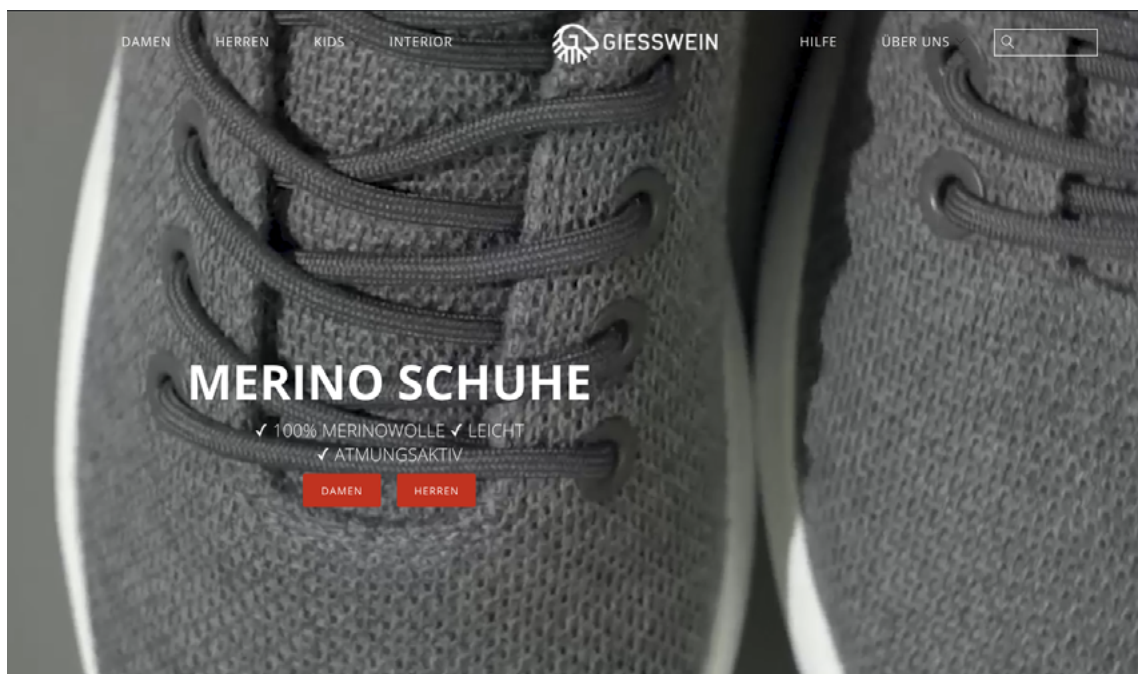 DAMEN HERREN KIDS INTERIOR GIESSWEIN HILFE ÜBER UNS
MERINO SCHUHE
✓ 100% MERINOWOLLE ✓ LEICHT
✓ ATMUNGSAKTIV
DAMEN HERREN